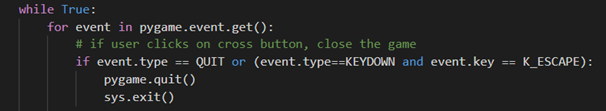 while True:
    for event in pygame.event.get():
        # if user clicks on cross button, close the game
        if event.type == QUIT or (event.type==KEYDOWN and event.key == K_ESCAPE):
            pygame.quit()
            sys.exit()